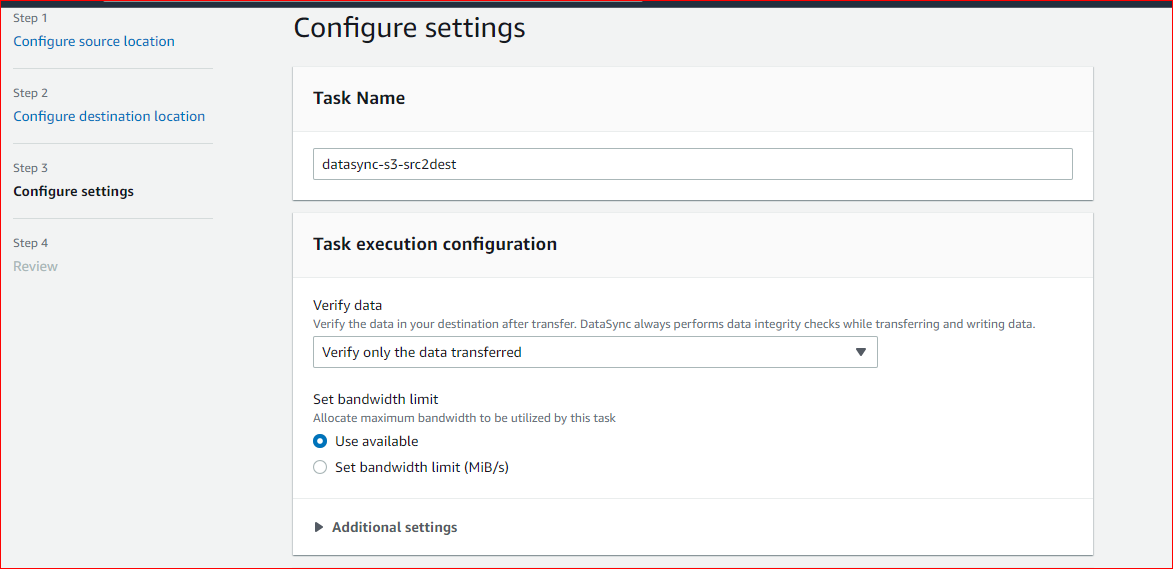 Step 1
Configure source location
Step 2
Configure destination location
Step 3
Configure settings
Step 4
Review
Configure settings
Task Name
datasync-s3-src2dest
Task execution configuration
Verify data
Verify the data in your destination after transfer. DataSync always performs data integrity checks while transferring and writing data.
Verify only the data transferred
Set bandwidth limit
Allocate maximum bandwidth to be utilized by this task
Use available
Set bandwidth limit (MiB/s)
Additional settings